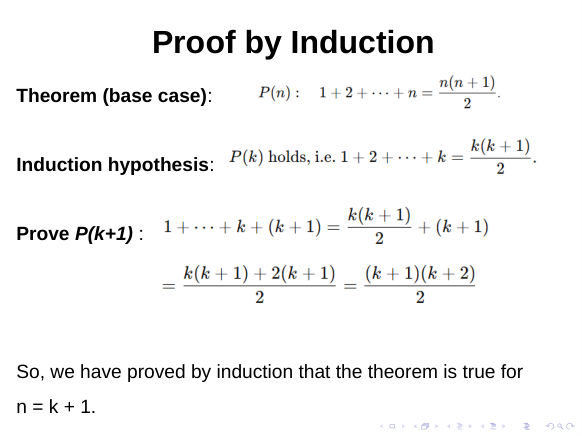 Proof by Induction
Theorem (base case): P(n) : 1 + 2 + ⋯ + n = n(n + 1) / 2.
Induction hypothesis: P(k) holds, i.e. 1 + 2 + ⋯ + k = k(k + 1) / 2.
Prove P(k+1) : 1 + ⋯ + k + (k + 1) = k(k + 1) / 2 + (k + 1)
= k(k + 1) + 2(k + 1) / 2 = (k + 1)(k + 2) / 2
So, we have proved by induction that the theorem is true for
n = k + 1.